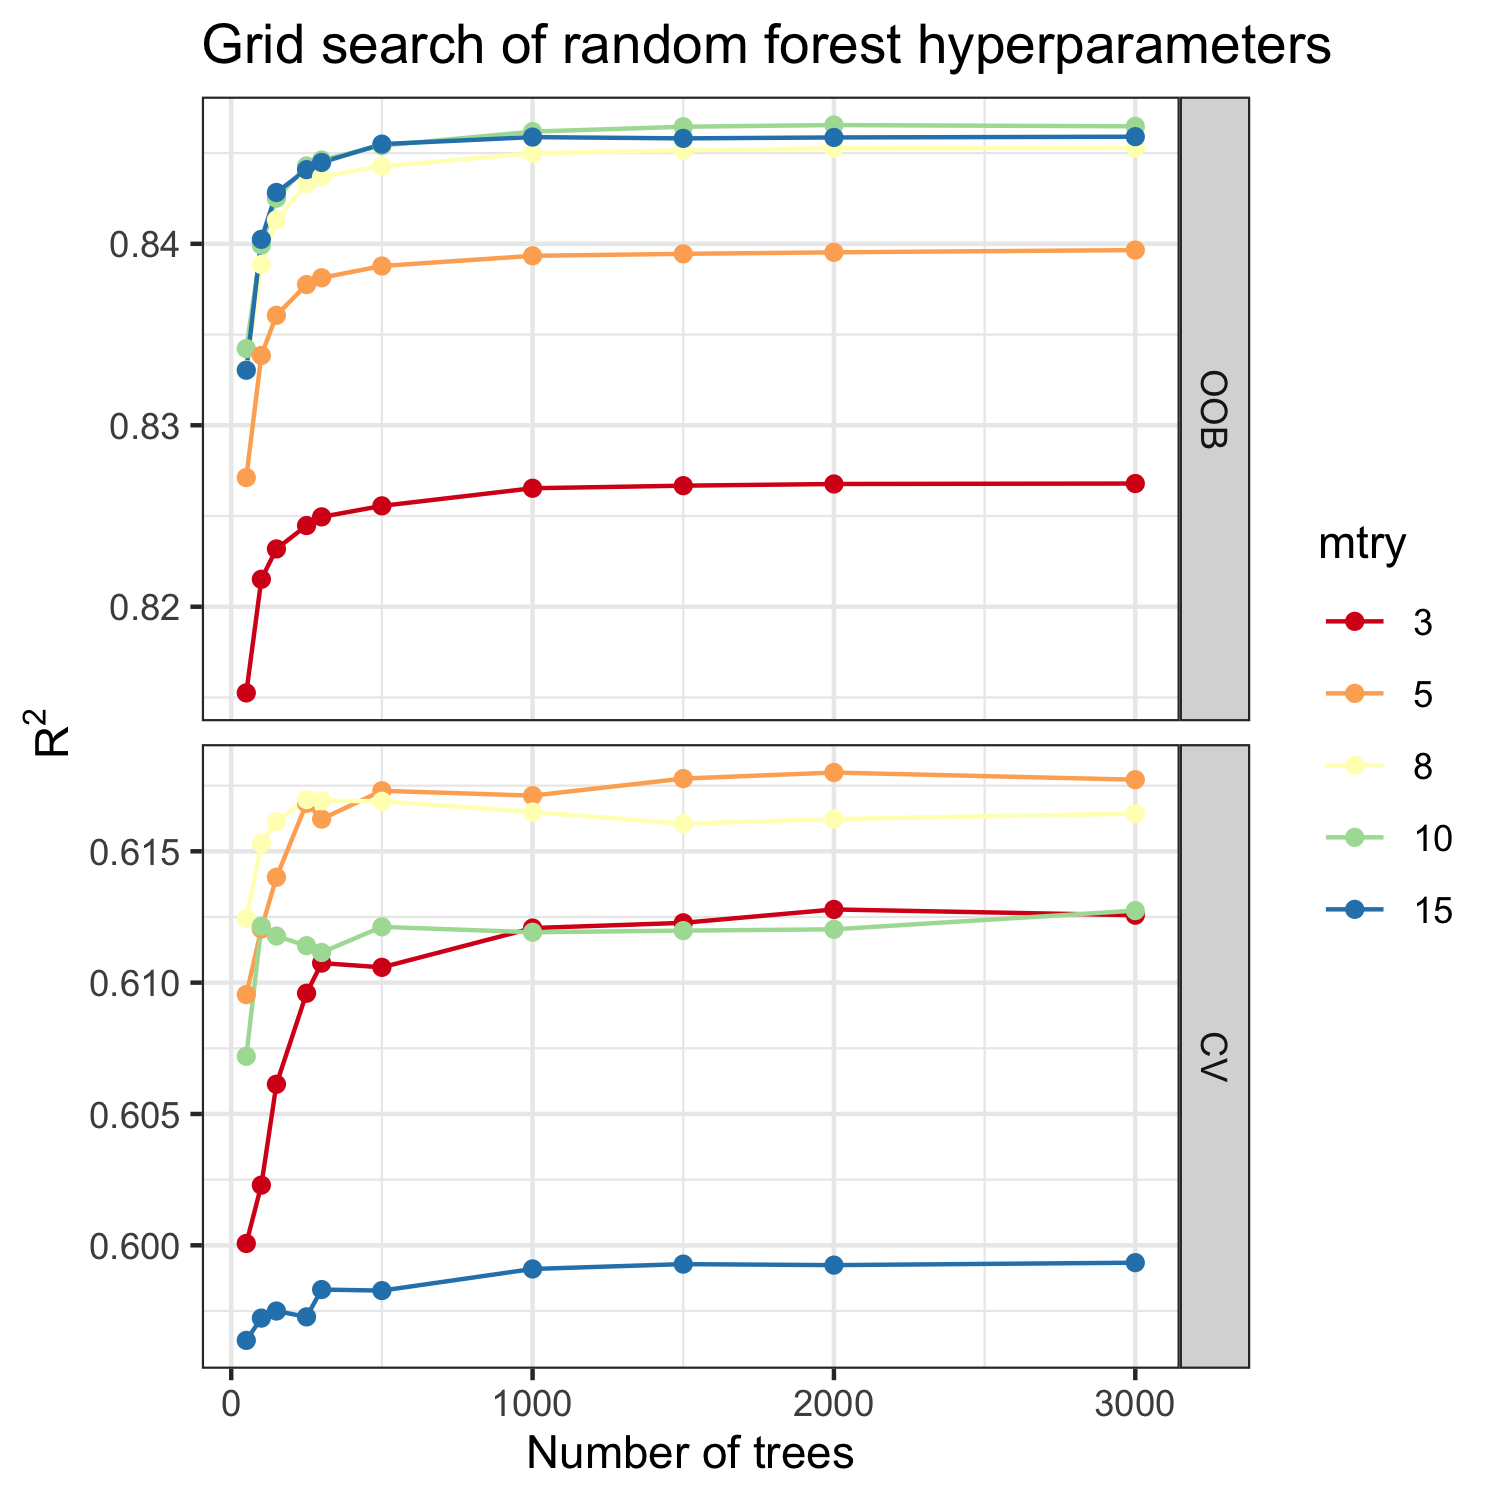 Grid search of random forest hyperparameters
0.84
0.83
0.82
OOB
R²
0.615
0.610
0.605
0.600
CV
0
1000
2000
3000
Number of trees
mtry
3
5
8
10
15